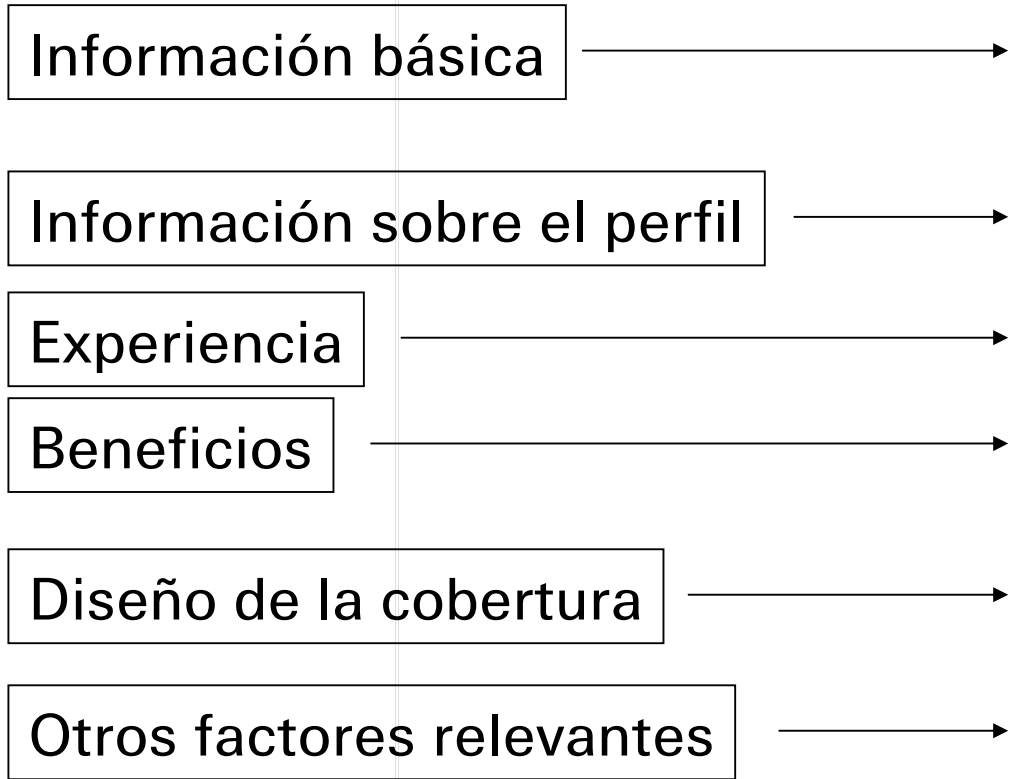 Información básica
Información sobre el perfil
Experiencia
Beneficios
Diseño de la cobertura
Otros factores relevantes